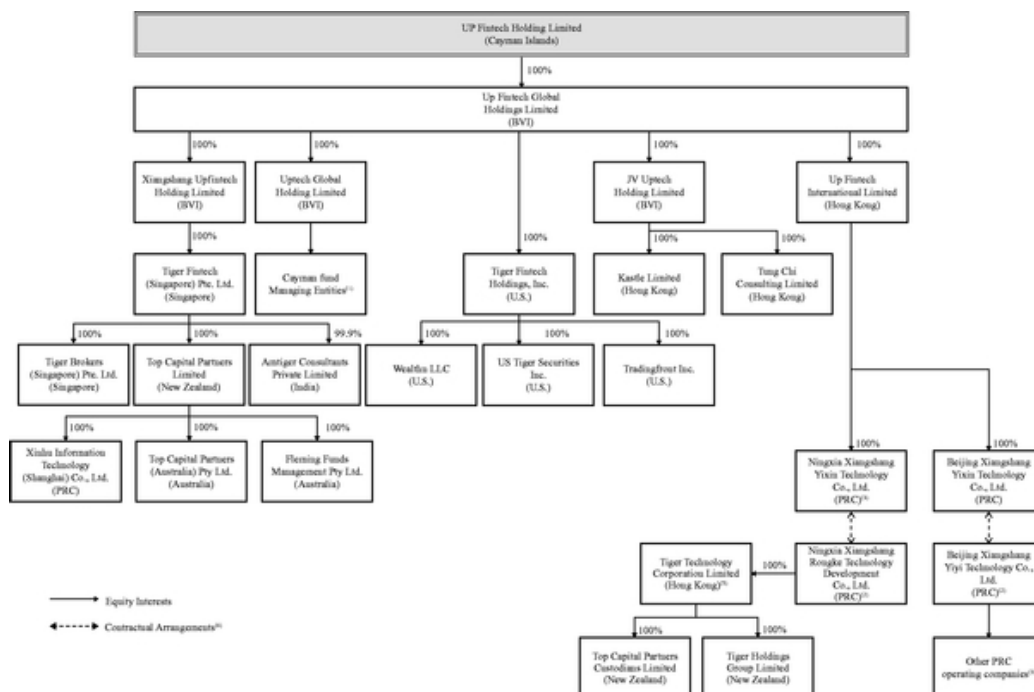 UP Fintech Holding Limited
(Cayman Islands)
100%
Up Fintech Global
Holdings Limited
(BVI)
100%
100%
100%
100%
Xiangshang Upfintech
Holding Limited
(BVI)
Uptech Global
Holding Limited
(BVI)
JV Uptech
Holding Limited
(BVI)
Up Fintech
International Limited
(Hong Kong)
100%
100%
100%
100%
Tiger Fintech
(Singapore) Pte. Ltd.
(Singapore)
Cayman fund
Managing Entities
Tiger Fintech
Holdings, Inc.
(U.S.)
Kastle Limited
(Hong Kong)
Tung Chi
Consulting Limited
(Hong Kong)
100%
100%
99.9%
100%
100%
100%
Tiger Brokers
(Singapore) Pte. Ltd.
(Singapore)
Top Capital Partners
Limited
(New Zealand)
Antiger Consultants
Private Limited
(India)
Wealthn LLC
(U.S.)
US Tiger Securities
Inc.
(U.S.)
Tradingfront Inc.
(U.S.)
100%
100%
100%
100%
100%
(Shanghai) Co., Ltd.
Information
Technology
(PRC)
Top Capital Partners
(Australia) Pty Ltd.
(Australia)
Fleming Funds
Management Pty Ltd.
(Australia)
Ningxia Xiangshang
Yixin Technology
Co., Ltd.
(PRC)
Beijing Xiangshang
Yixin Technology
Co., Ltd.
(PRC)
Tiger Technology
Corporation Limited
(Hong Kong)
100%
Ningxia Xiangshang
Rongke Technology
Development
Co., Ltd.
(PRC)
Beijing Xiangshang
Yiyi Technology Co.,
Ltd.
(PRC)
Equity Interests
Contractual Arrangements
100%
100%
Top Capital Partners
Custodians Limited
(New Zealand)
Tiger Holdings
Group Limited
(New Zealand)
Other PRC
operating companies